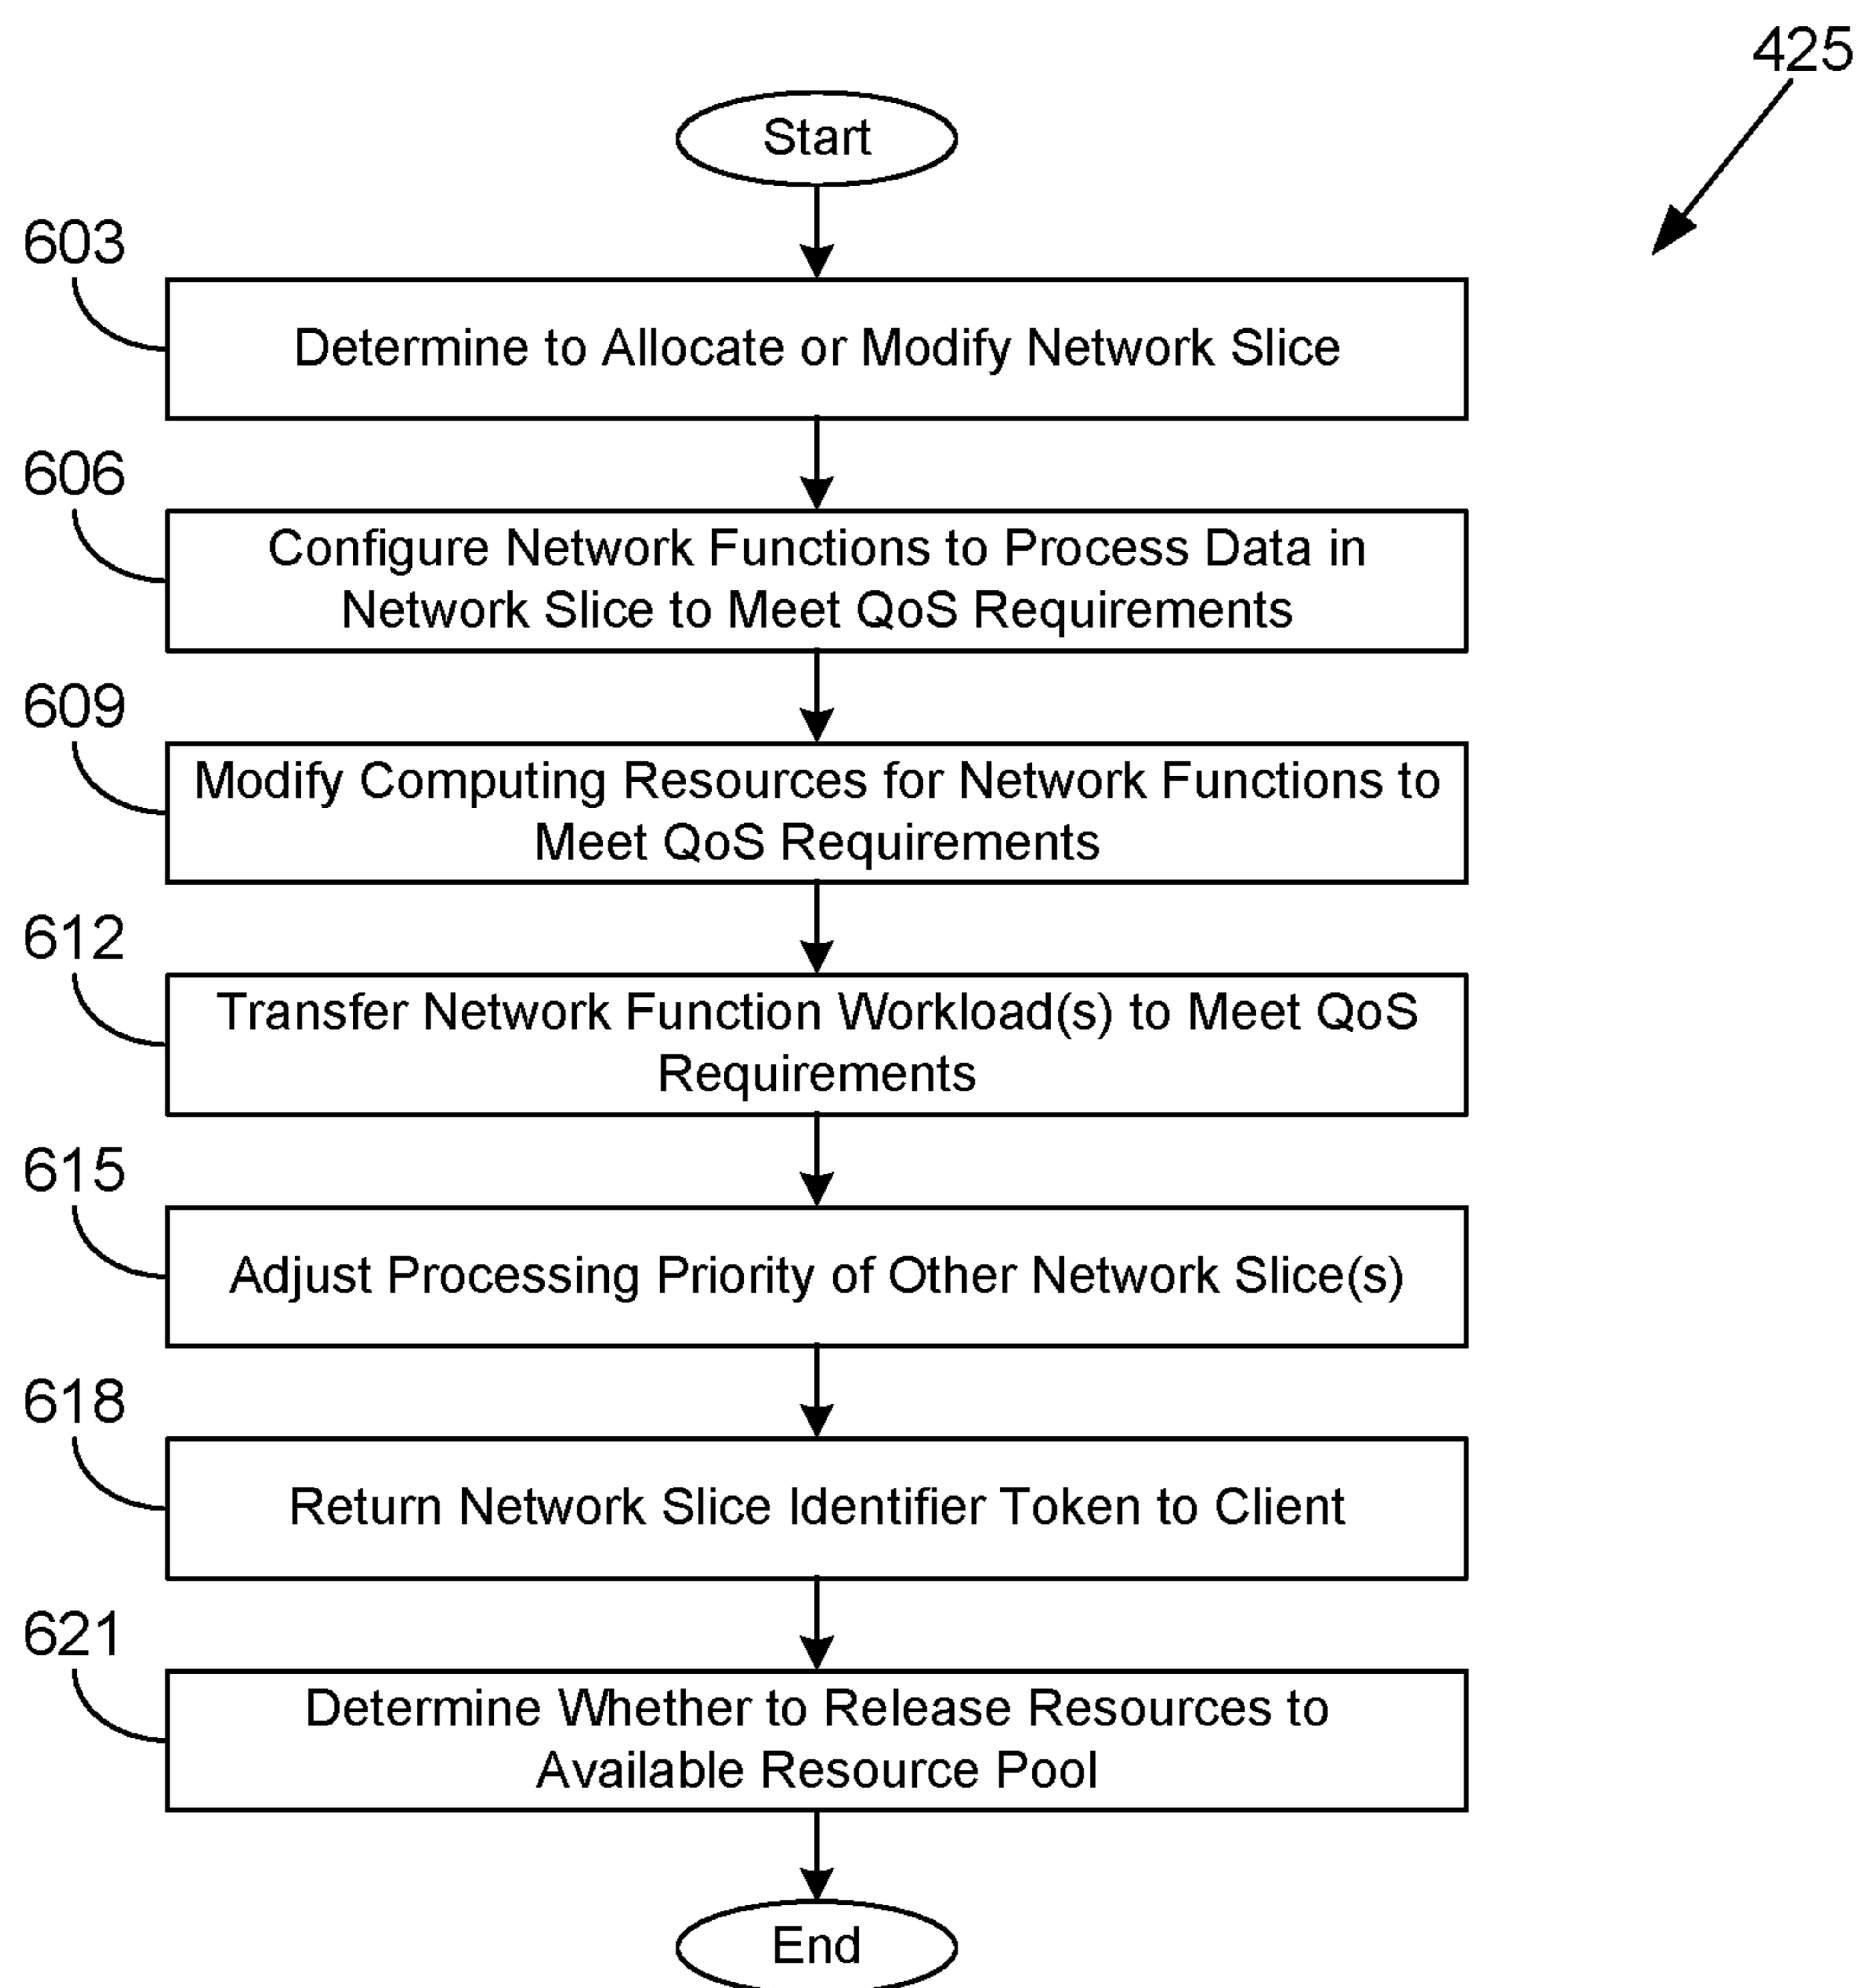 425
Start
603
Determine to Allocate or Modify Network Slice
606
Configure Network Functions to Process Data in
Network Slice to Meet QoS Requirements
609
Modify Computing Resources for Network Functions to
Meet QoS Requirements
612
Transfer Network Function Workload(s) to Meet QoS
Requirements
615
Adjust Processing Priority of Other Network Slice(s)
618
Return Network Slice Identifier Token to Client
621
Determine Whether to Release Resources to
Available Resource Pool
End